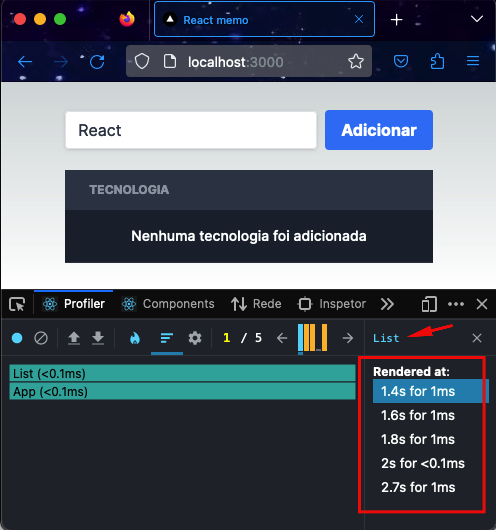 React memo
localhost:3000
React
Adicionar
TECNOLOGIA
Nenhuma tecnologia foi adicionada
Profiler
Components
Rede
Inspetor
1 / 5
List
List (<0.1ms)
App (<0.1ms)
Rendered at:
1.4s for 1ms
1.6s for 1ms
1.8s for 1ms
2s for <0.1ms
2.7s for 1ms